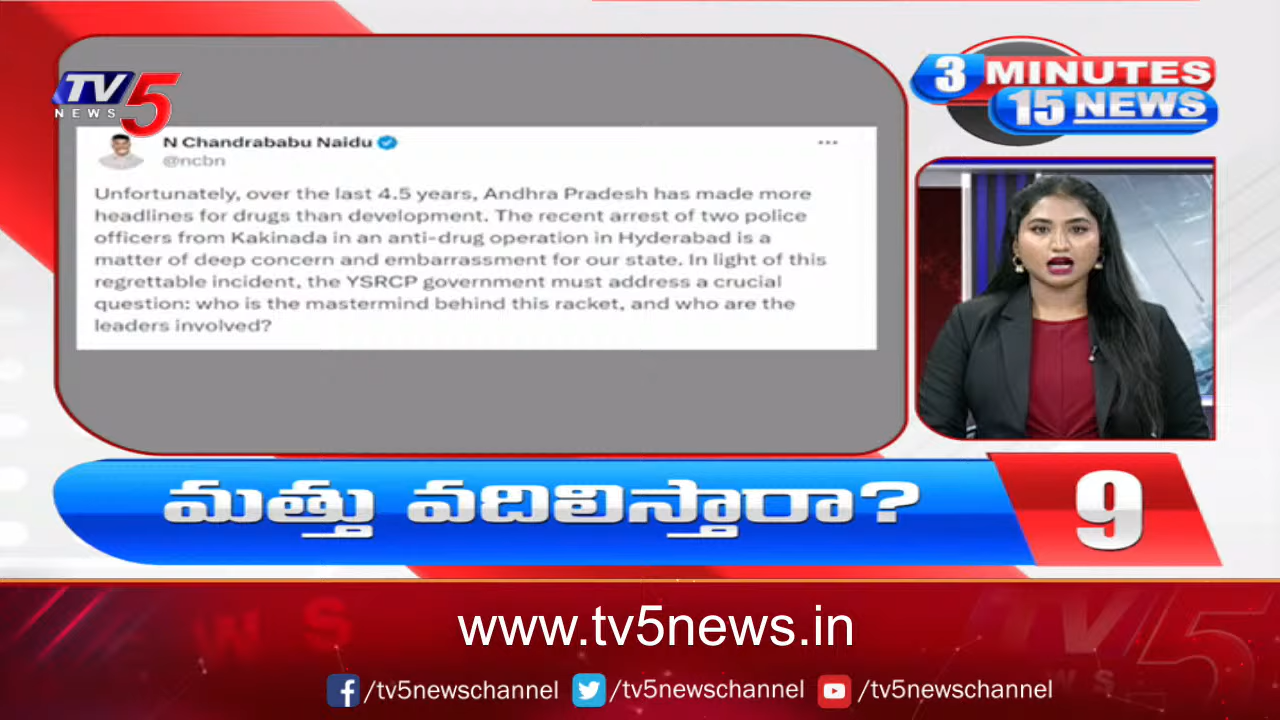 TV5
NEWS
3 MINUTES
15 NEWS
N Chandrababu Naidu
@ncbn
Unfortunately, over the last 4.5 years, Andhra Pradesh has made more
headlines for drugs than development. The recent arrest of two police
officers from Kakinada in an anti-drug operation in Hyderabad is a
matter of deep concern and embarrassment for our state. In light of this
regrettable incident, the YSRCP government must address a crucial
question: who is the mastermind behind this racket, and who are the
leaders involved?
మత్తు వదిలిస్తారా?
9
www.tv5news.in
/tv5newschannel /tv5newschannel /tv5newschannel